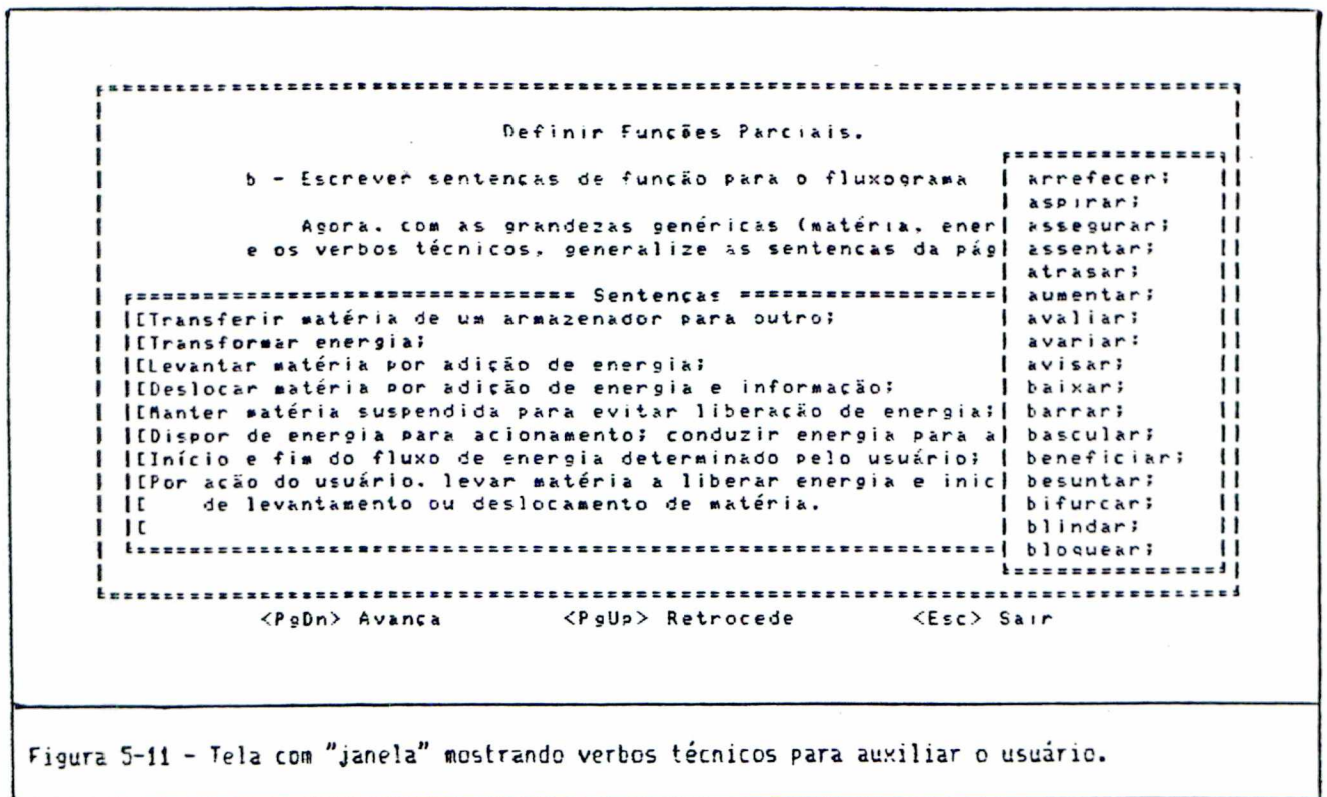 Definir Funções Parciais.
b - Escrever sentenças de função para o fluxograma
Agora, com as grandezas genéricas (matéria, ener
e os verbos técnicos, generalize as sentenças da pág
Sentenças
[Transferir matéria de um armazenador para outro;
[Transformar energia;
[Levantar matéria por adição de energia;
[Deslocar matéria por adição de energia e informação;
[Manter matéria suspendida para evitar liberação de energia;
[Dispor de energia para acionamento; conduzir energia para a
[Início e fim do fluxo de energia determinado pelo usuário;
[Por ação do usuário, levar matéria a liberar energia e inic
[ de levantamento ou deslocamento de matéria.
[
arrefecer;
aspirar;
assegurar;
assentar;
atrasar;
aumentar;
avaliar;
avariar;
avisar;
baixar;
barrar;
bascular;
beneficiar;
besuntar;
bifurcar;
blindar;
bloquear;
<PgDn> Avança <PgUp> Retrocede <Esc> Sair
Figura 5-11 - Tela com "janela" mostrando verbos técnicos para auxiliar o usuário.